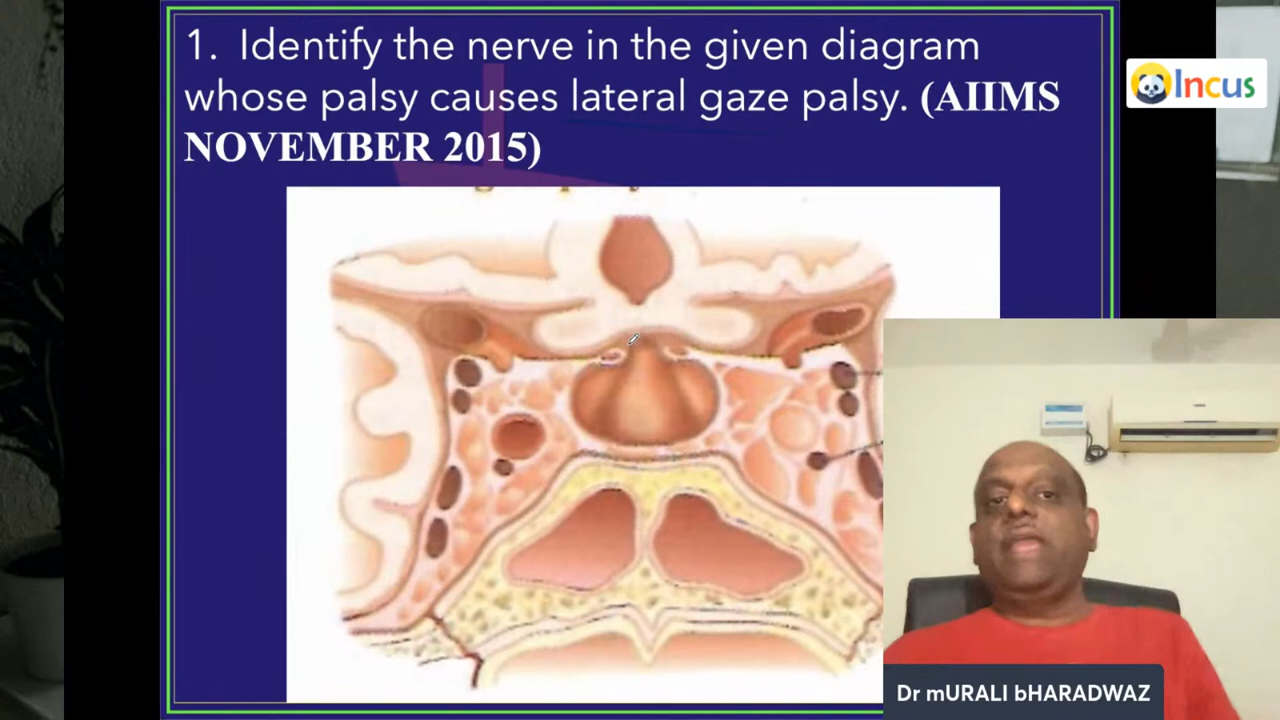 1. Identify the nerve in the given diagram
whose palsy causes lateral gaze palsy. (AIIMS
NOVEMBER 2015)
Incus
Dr mURALI bHARADWAZ